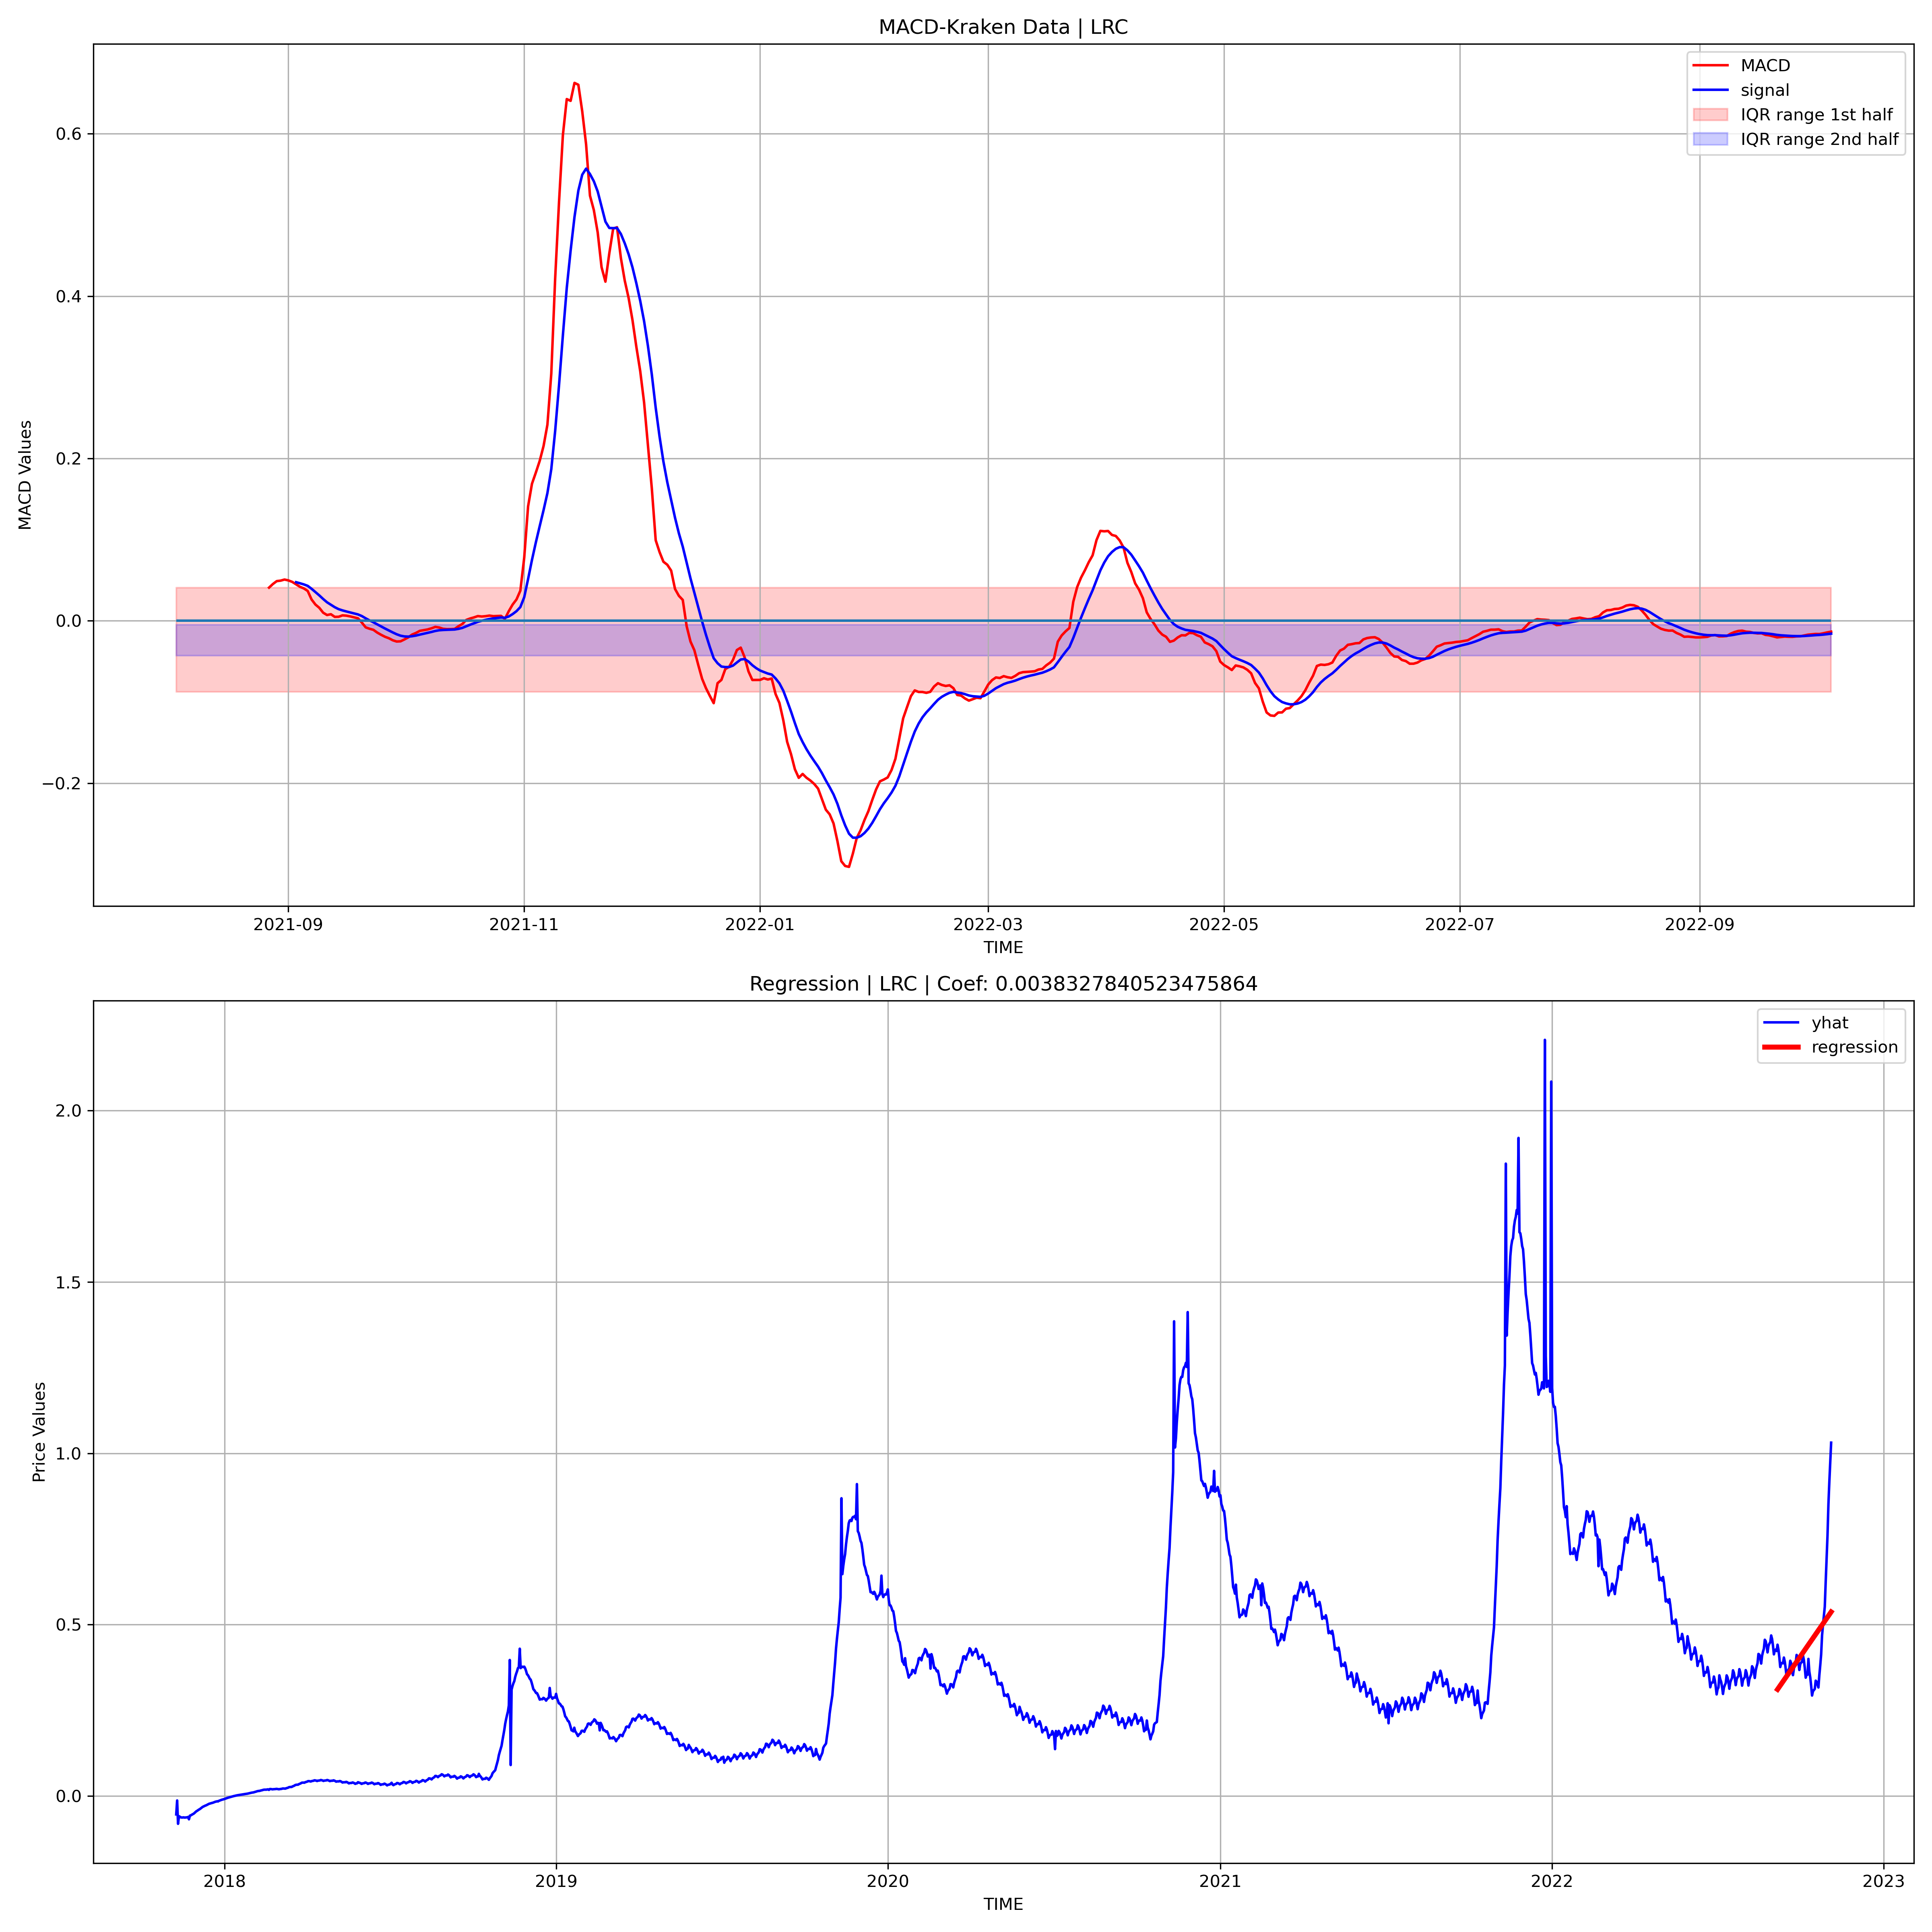 MACD-Kraken Data | LRC
MACD
signal
IQR range 1st half
IQR range 2nd half
0.6
0.4
0.2
0.0
−0.2
MACD Values
2021-09
2021-11
2022-01
2022-03
2022-05
2022-07
2022-09
TIME
Regression | LRC | Coef: 0.0038327840523475864
yhat
regression
2.0
1.5
1.0
0.5
0.0
Price Values
2018
2019
2020
2021
2022
2023
TIME